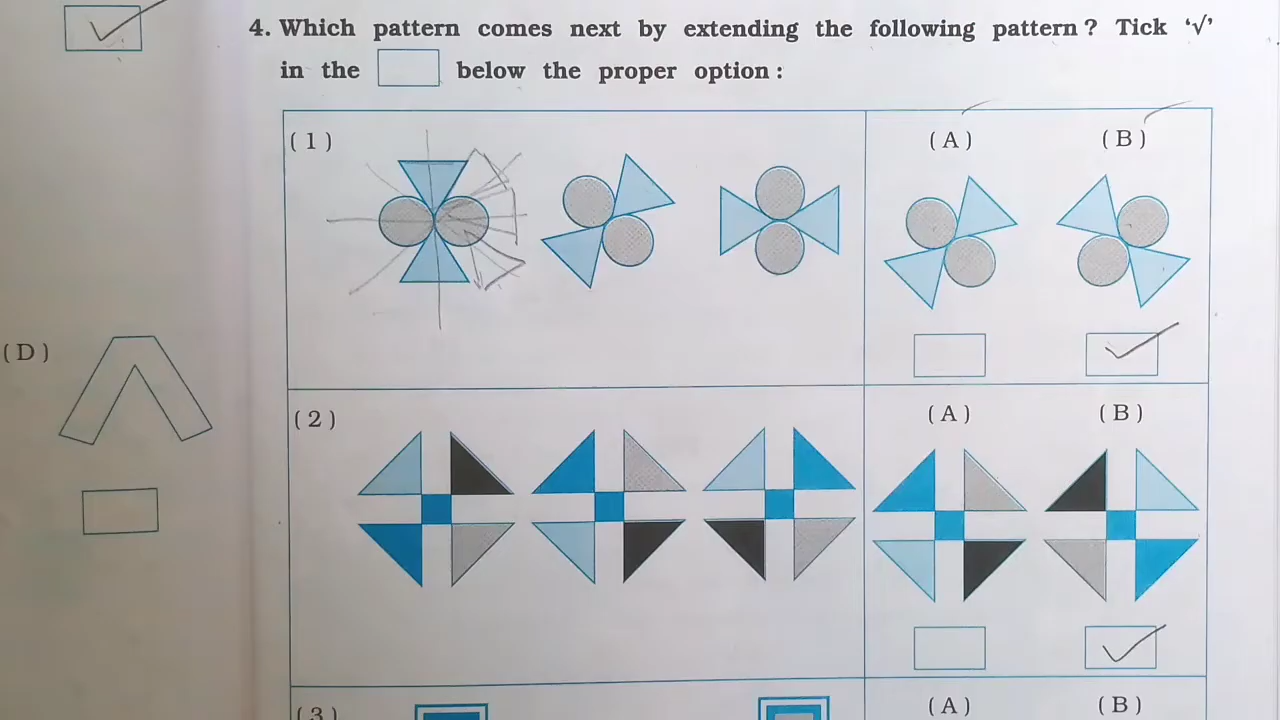 4. Which pattern comes next by extending the following pattern ? Tick ‘√’
in the below the proper option :
(1)
(A) (B)
(D)
(2)
(A) (B)
(3)
(A) (B)